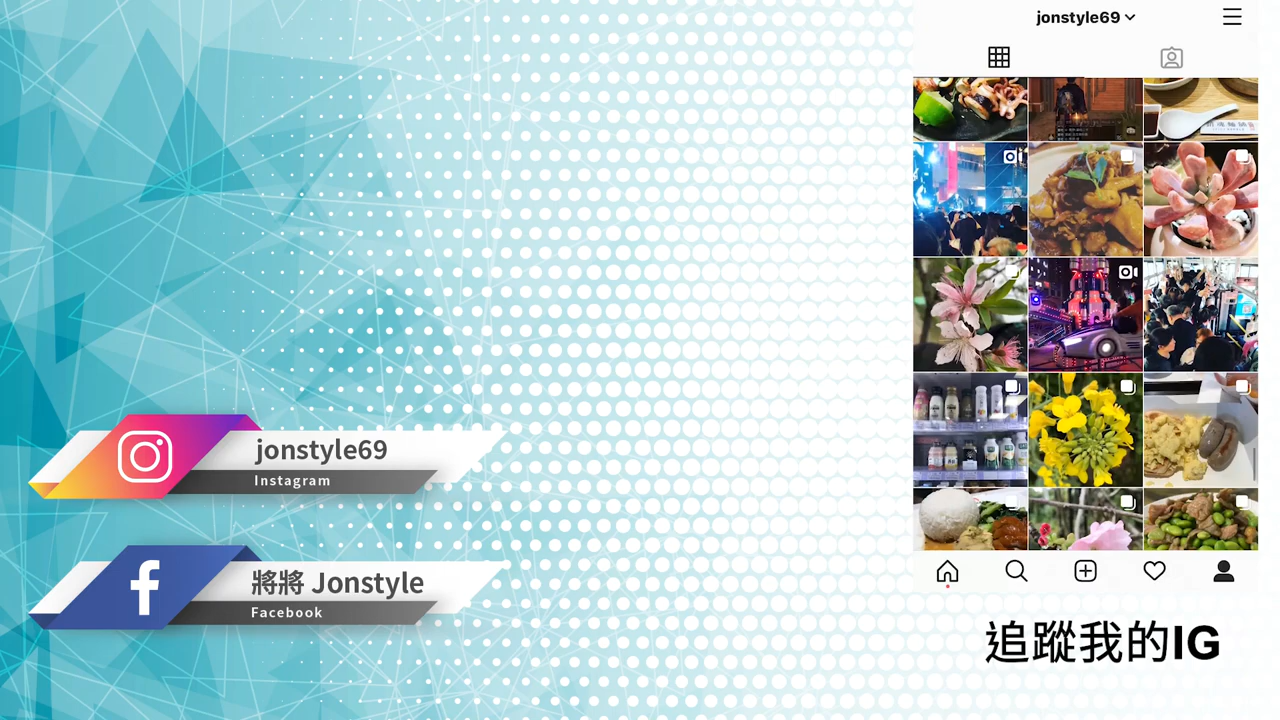 jonstyle69
jonstyle69
Instagram
將將 Jonstyle
Facebook
追蹤我的IG